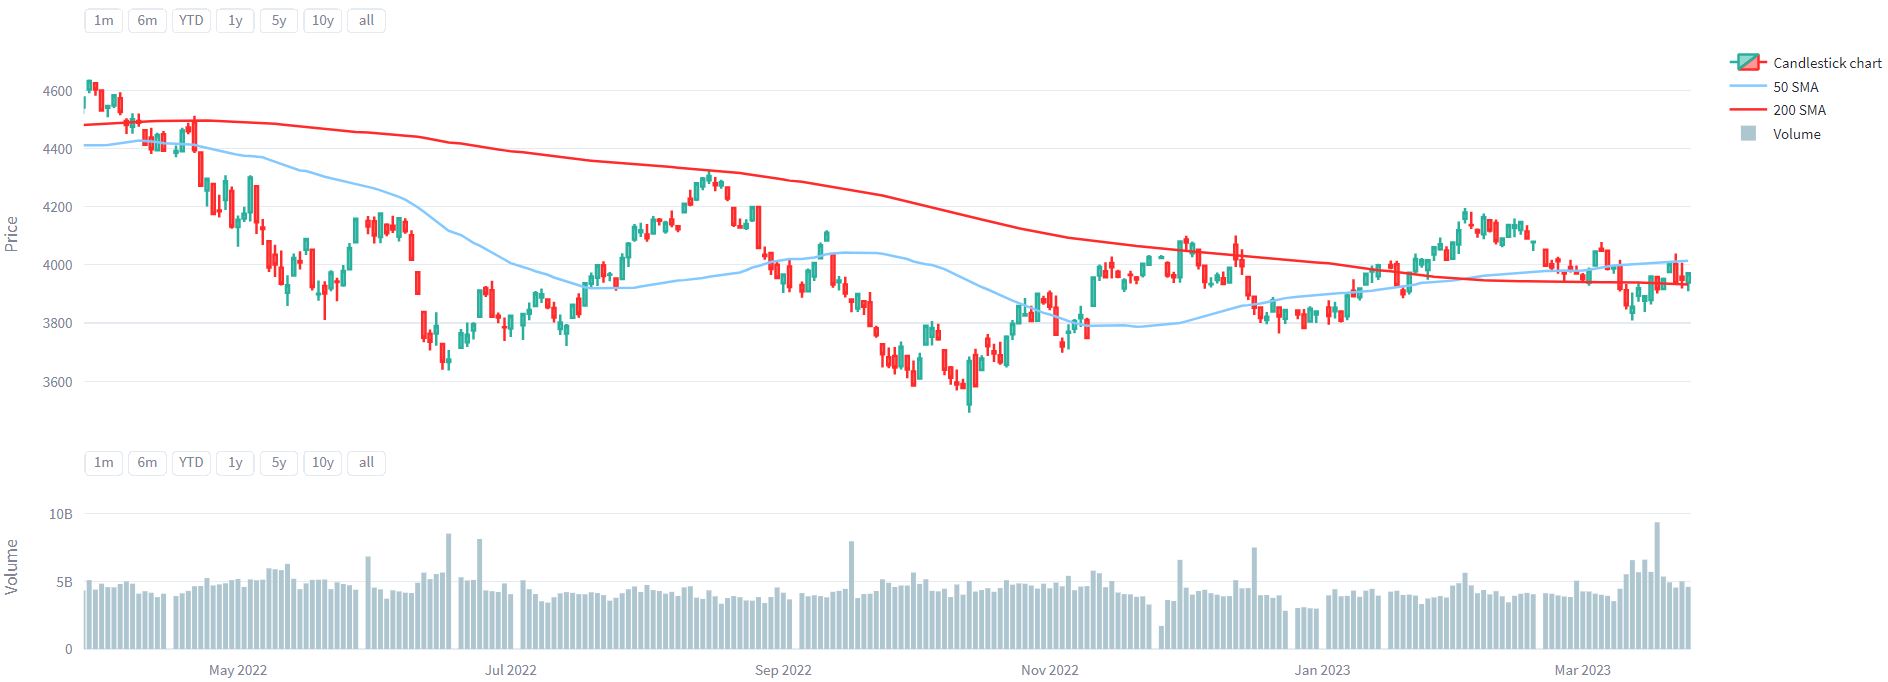 1m 6m YTD 1y 5y 10y all
Candlestick chart
50 SMA
200 SMA
Volume
Price
4600
4400
4200
4000
3800
3600
1m 6m YTD 1y 5y 10y all
Volume
10B
5B
0
May 2022 Jul 2022 Sep 2022 Nov 2022 Jan 2023 Mar 2023